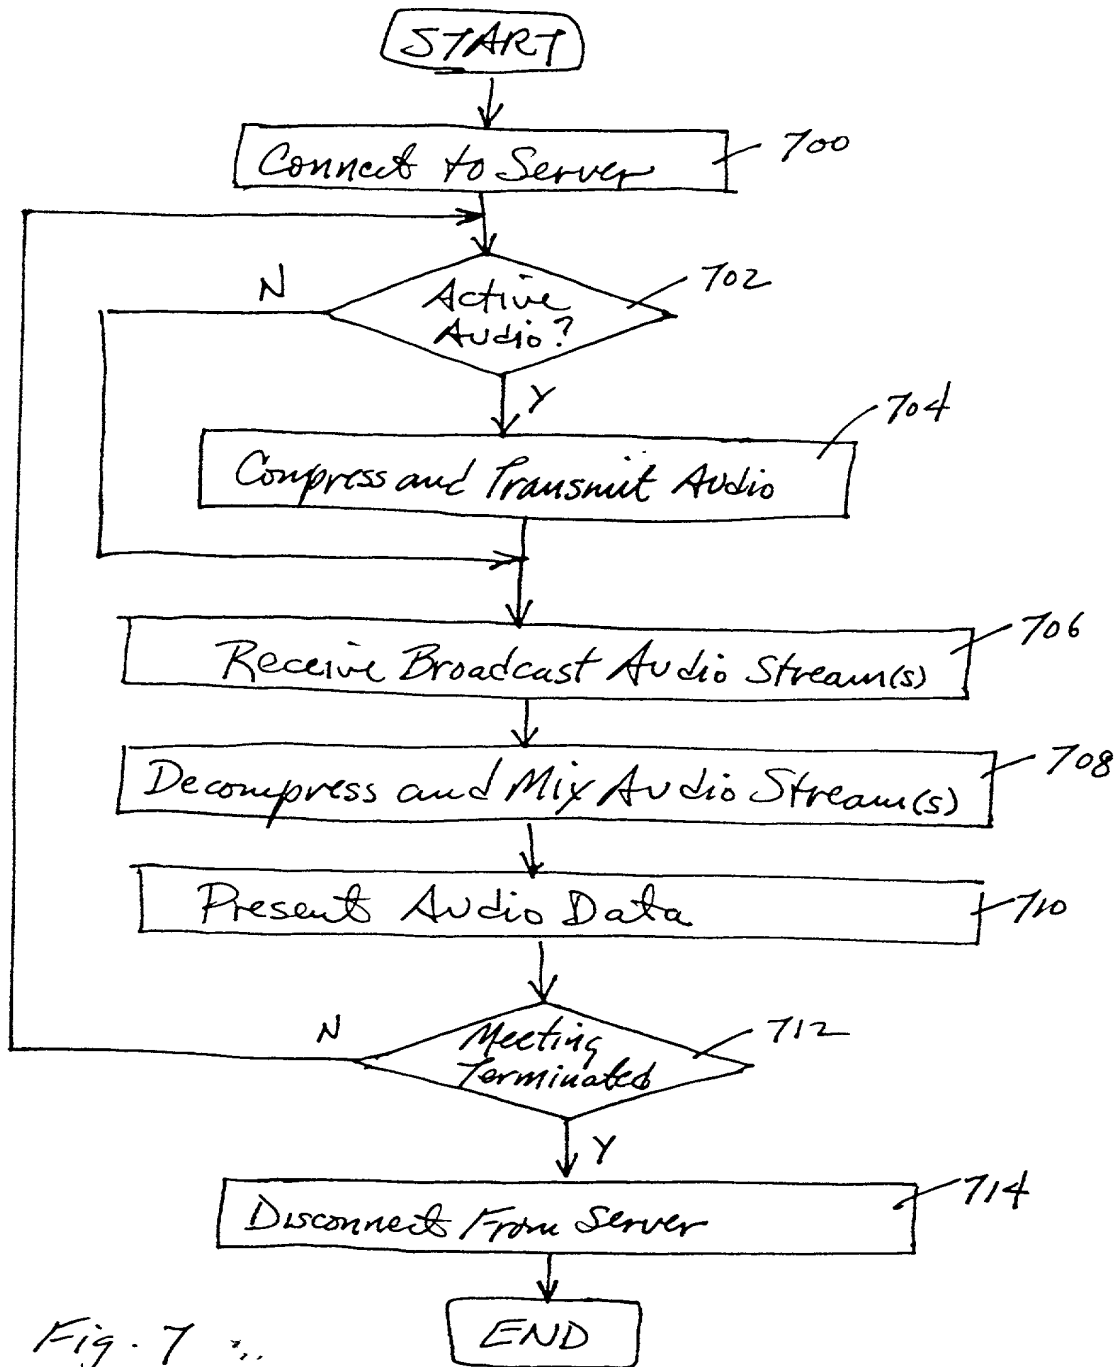 START
Connect to Server
700
N
Active
Audio?
702
Y
704
Compress and Transmit Audio
706
Receive Broadcast Audio Stream(s)
708
Decompress and Mix Audio Stream(s)
Present Audio Data
710
N
Meeting
Terminated
712
Y
714
Disconnect From Server
END
Fig. 7